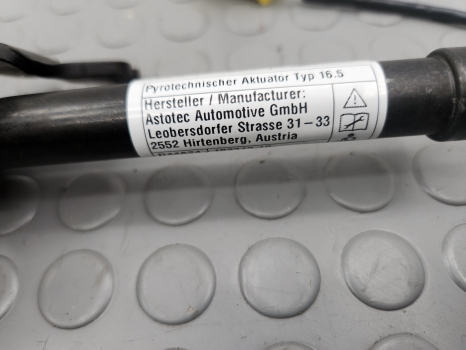 Pyrotechnischer Aktuator Typ 16.5
Hersteller / Manufacturer:
Astotec Automotive GmbH
Leobersdorfer Strasse 31-33
2552 Hirtenberg, Austria